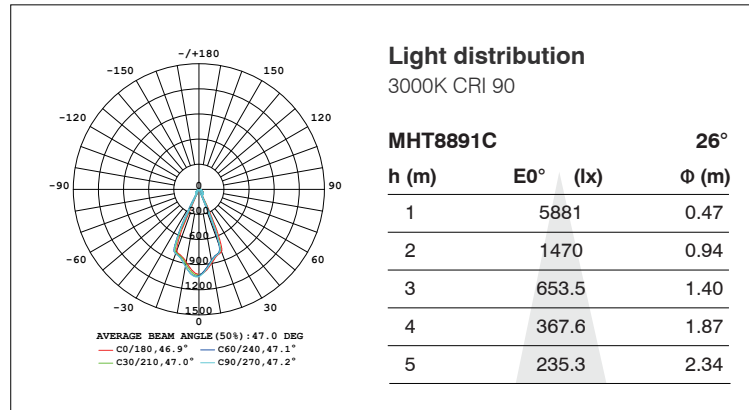 -/+180
-150 150
-120 120
-90 90
-60 60
-30 30
0
300
600
900
1200
1500
0
AVERAGE BEAM ANGLE(50%):47.0 DEG
C0/180,46.9° C60/240,47.1°
C30/210,47.0° C90/270,47.2°
Light distribution
3000K CRI 90
MHT8891C 26°
h (m) E0° (lx) Φ (m)
1 5881 0.47
2 1470 0.94
3 653.5 1.40
4 367.6 1.87
5 235.3 2.34